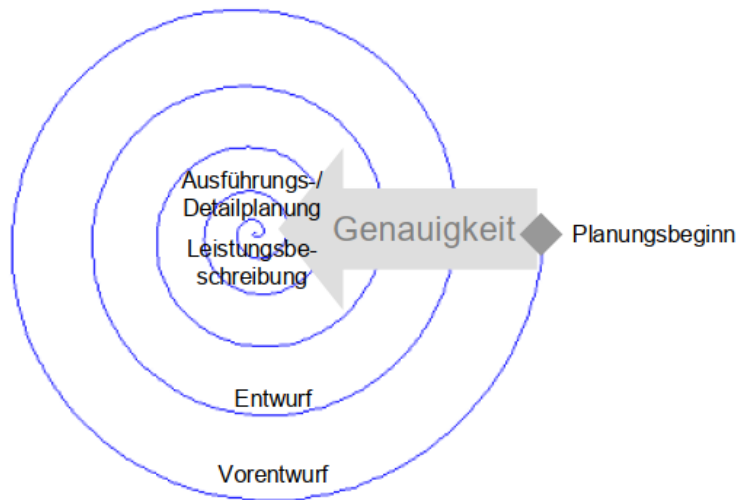 Ausführungs-/
Detailplanung
Genauigkeit
Planungsbeginn
Leistungsbe-
schreibung
Entwurf
Vorentwurf